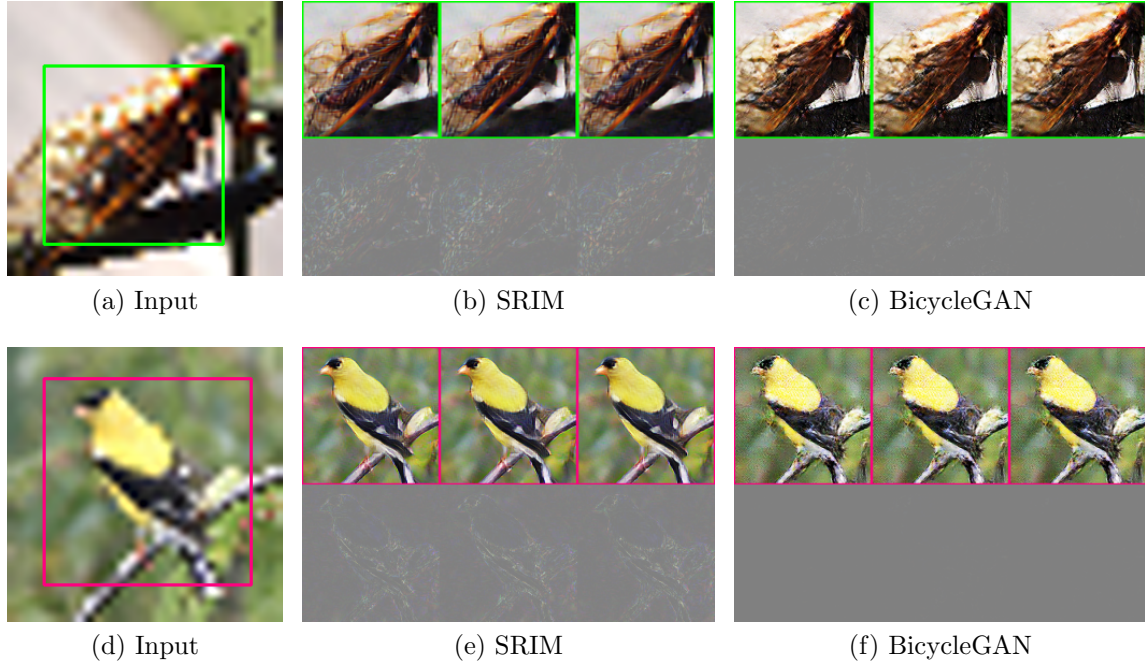 (a) Input
(b) SRIM
(c) BicycleGAN
(d) Input
(e) SRIM
(f) BicycleGAN